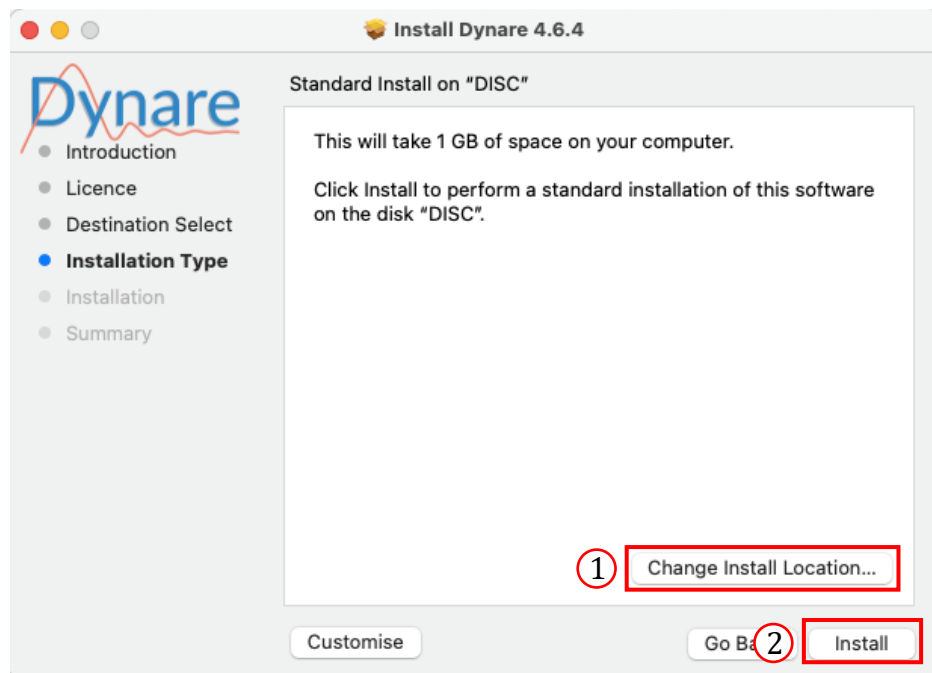 Install Dynare 4.6.4
Dynare
Standard Install on “DISC”
Introduction
Licence
Destination Select
Installation Type
Installation
Summary
This will take 1 GB of space on your computer.
Click Install to perform a standard installation of this software
on the disk “DISC”.
1 Change Install Location...
Customise
Go Ba
2 Install